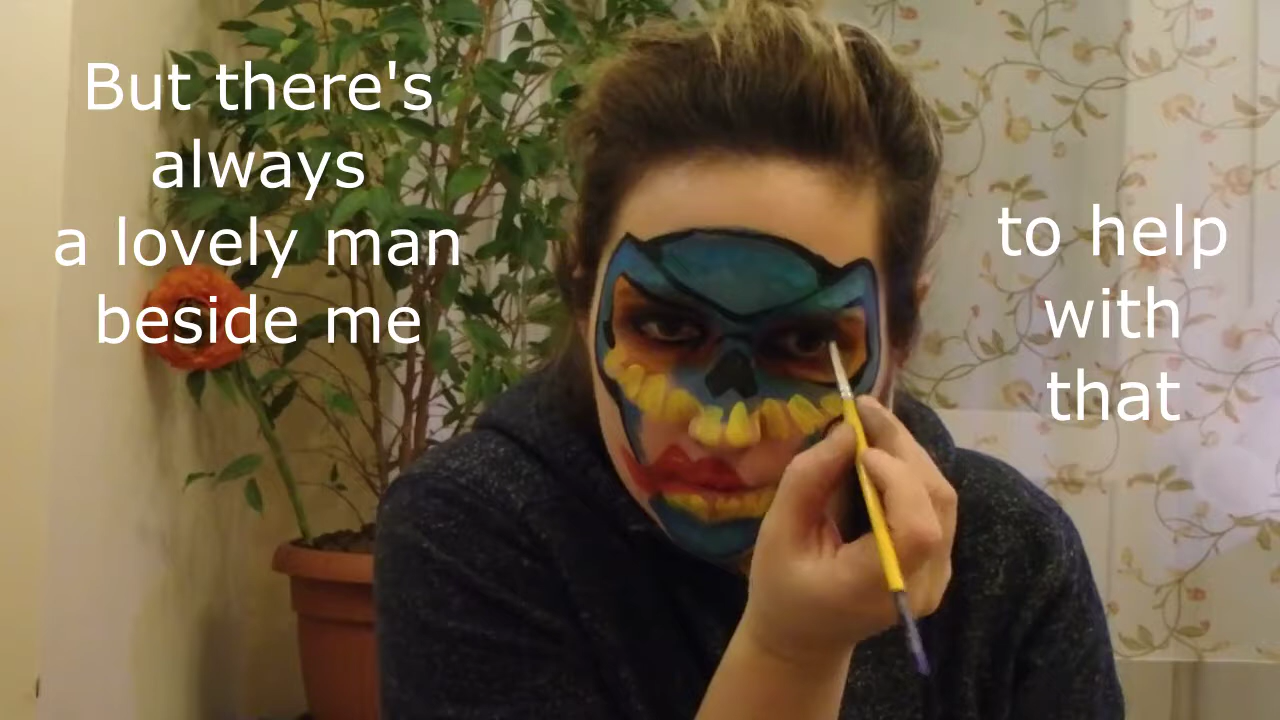 But there's
always
a lovely man
beside me
to help
with
that